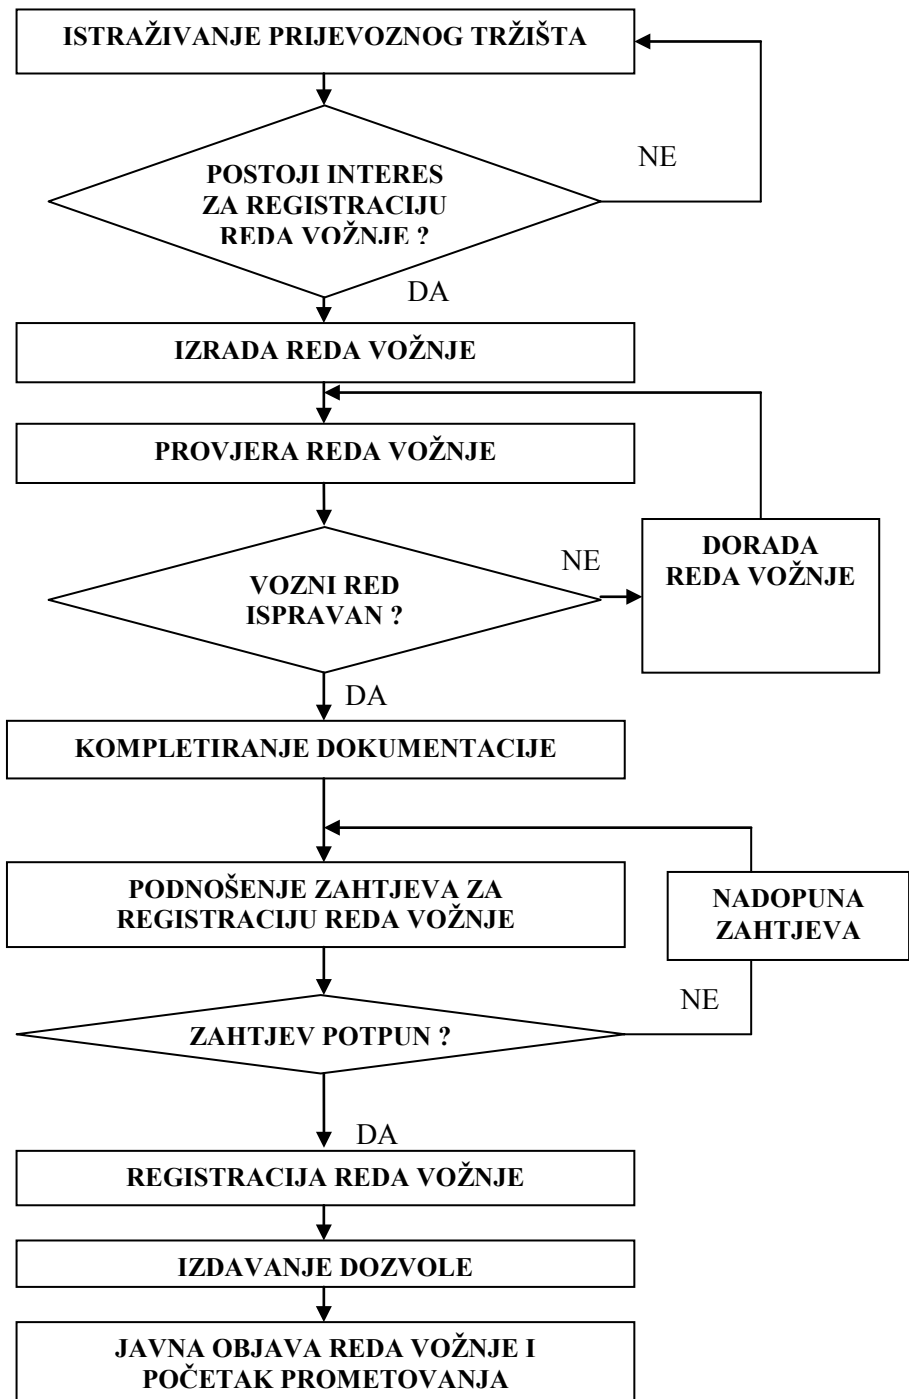 ISTRAŽIVANJE PRIJEVOZNOG TRŽIŠTA
NE
POSTOJI INTERES
ZA REGISTRACIJU
REDA VOŽNJE ?
DA
IZRADA REDA VOŽNJE
PROVJERA REDA VOŽNJE
DORADA
REDA VOŽNJE
NE
VOZNI RED
ISPRAVAN ?
DA
KOMPLETIRANJE DOKUMENTACIJE
PODNOŠENJE ZAHTJEVA ZA
REGISTRACIJU REDA VOŽNJE
NADOPUNA
ZAHTJEVA
NE
ZAHTJEV POTPUN ?
DA
REGISTRACIJA REDA VOŽNJE
IZDAVANJE DOZVOLE
JAVNA OBJAVA REDA VOŽNJE I
POČETAK PROMETOVANJA